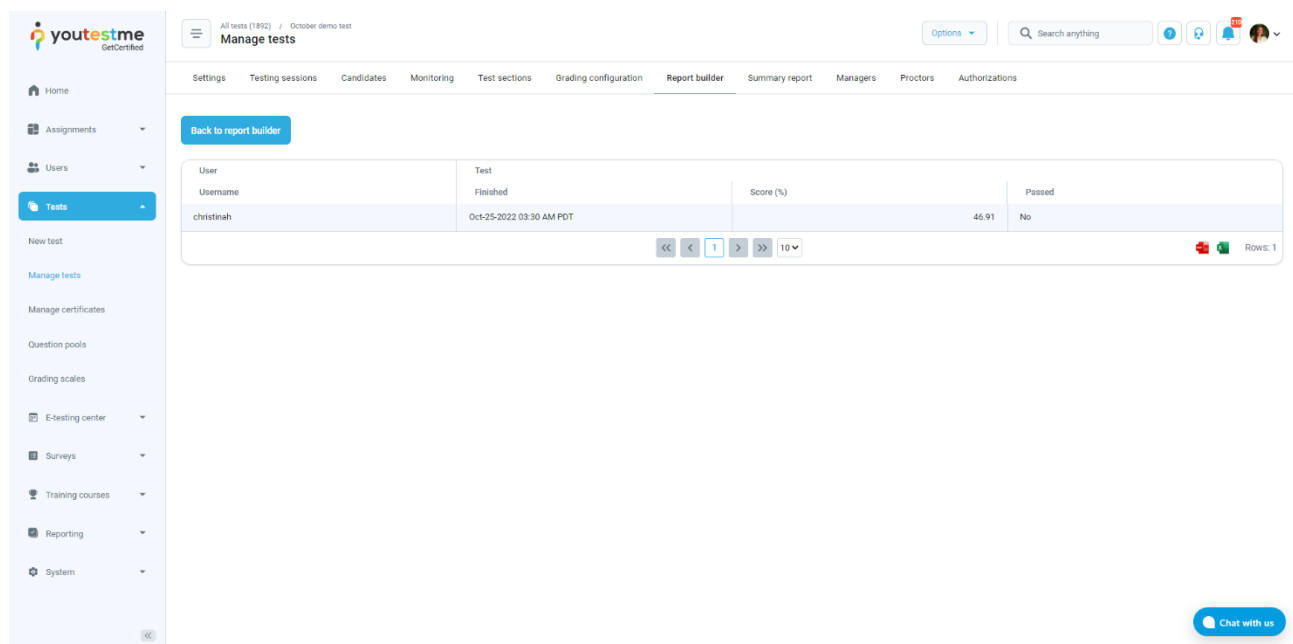 youtestme
GetCertified
Home
Assignments
Users
Tests
New test
Manage tests
Manage certificates
Question pools
Grading scales
E-testing center
Surveys
Training courses
Reporting
System
All tests (1892) / October demo test
Manage tests
Options
Search anything
210
Settings Testing sessions Candidates Monitoring Test sections Grading configuration Report builder Summary report Managers Proctors Authorizations
Back to report builder
User Test
Username Finished Score (%) Passed
christinah Oct-25-2022 03:30 AM PDT 46.91 No
1 10 Rows: 1
Chat with us